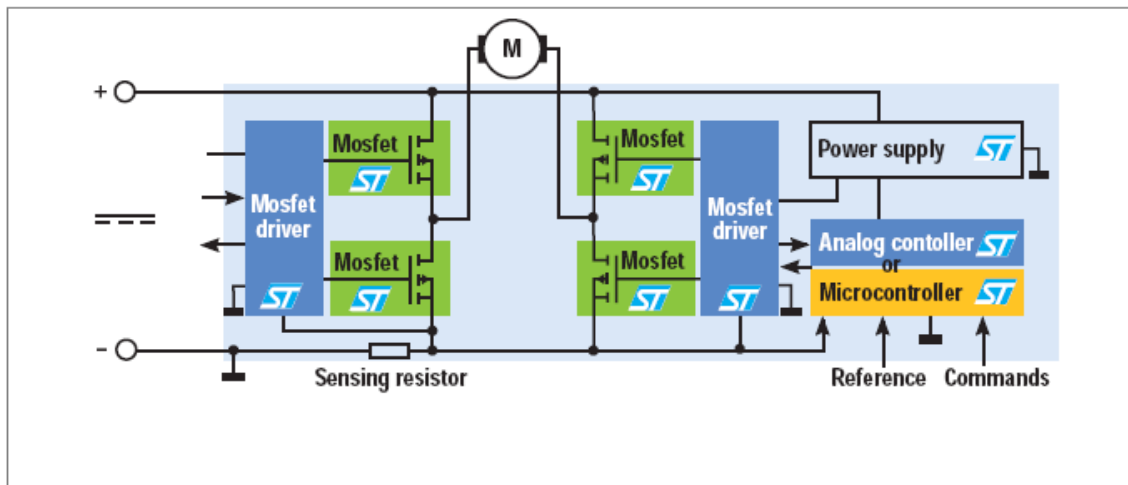 M
+
Mosfet
ST
Mosfet
driver
ST
Mosfet
ST
Mosfet
ST
Mosfet
driver
ST
Mosfet
ST
Power supply ST
Analog contoller ST
or
Microcontroller ST
-
Sensing resistor
Reference
Commands